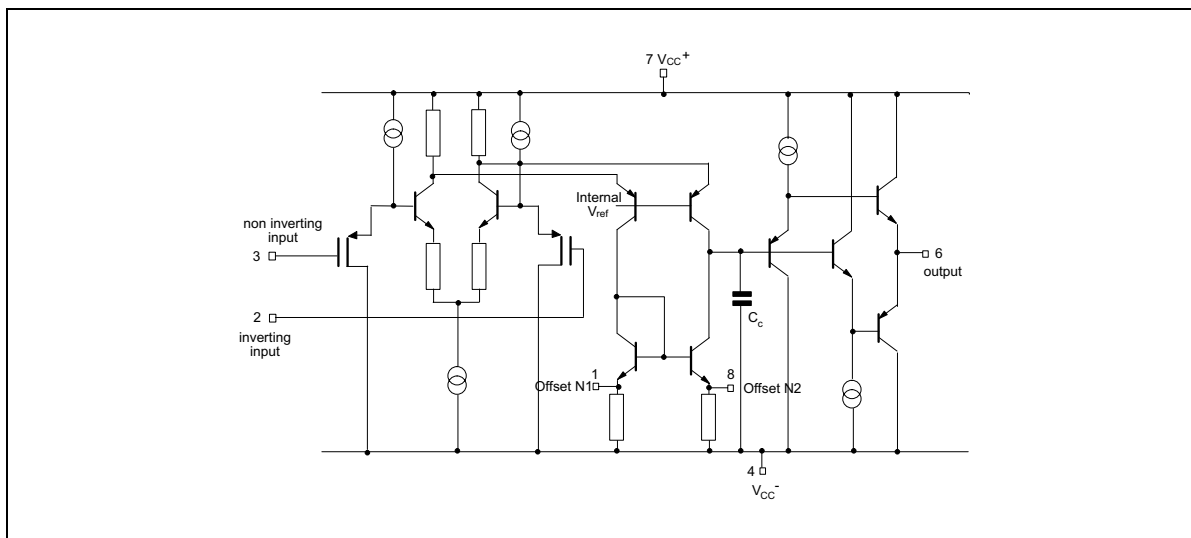 7 VCC+
Internal
Vref
non inverting
input
3
6
output
2
inverting
input
Cc
1
Offset N1
8
Offset N2
4
VCC-